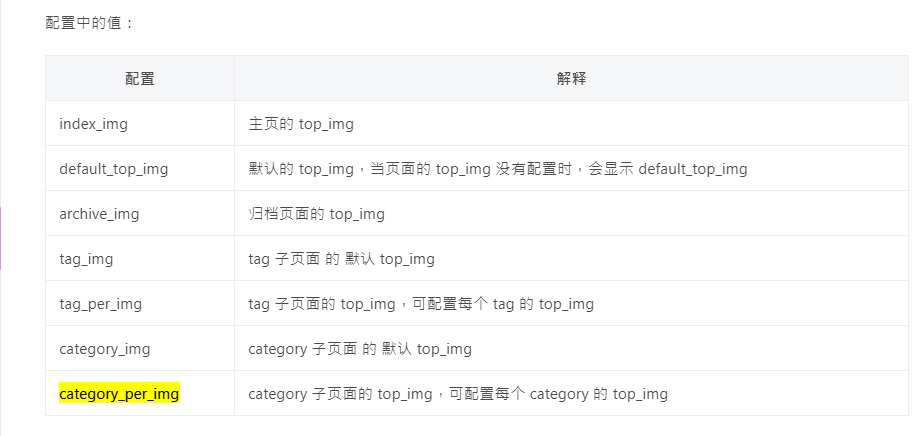 配置中的值：
配置 解释
index_img 主页的 top_img
default_top_img 默认的 top_img，当页面的 top_img 没有配置时，会显示 default_top_img
archive_img 归档页面的 top_img
tag_img tag 子页面 的 默认 top_img
tag_per_img tag 子页面的 top_img，可配置每个 tag 的 top_img
category_img category 子页面 的 默认 top_img
category_per_img category 子页面的 top_img，可配置每个 category 的 top_img